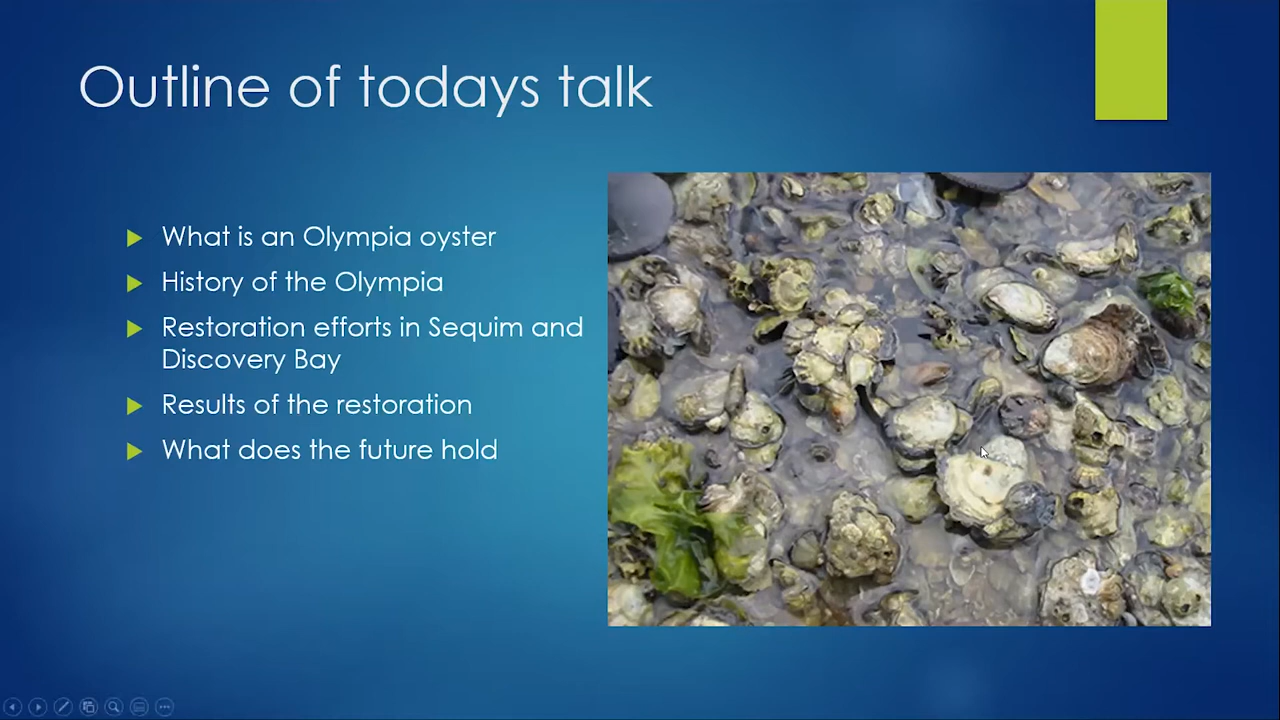 Outline of todays talk
What is an Olympia oyster
History of the Olympia
Restoration efforts in Sequim and
Discovery Bay
Results of the restoration
What does the future hold